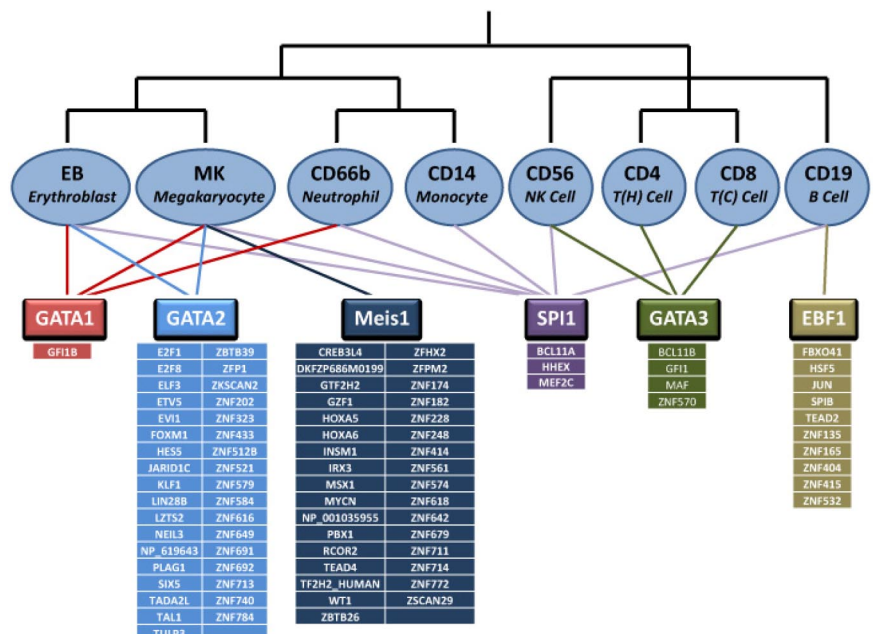 EB MK CD66b CD14 CD56 CD4 CD8 CD19
Erythroblast Megakaryocyte Neutrophil Monocyte NK Cell T(H) Cell T(C) Cell B Cell
GATA1 GATA2 Meis1 SPI1 GATA3 EBF1
GFI1B
E2F1 ZBTB39
E2F8 ZFP1
ELF3 ZKSCAN2
ETV5 ZNF202
EVI1 ZNF323
FOXM1 ZNF433
HES5 ZNF512B
JARID1C ZNF521
KLF1 ZNF579
LIN28B ZNF584
LZTS2 ZNF616
NEIL3 ZNF649
NP_619643 ZNF691
PLAG1 ZNF692
SIX5 ZNF713
TADA2L ZNF740
TAL1 ZNF784
CREB3L4 ZFHX2
DKFZP686M0199 ZFPM2
GTF2H2 ZNF174
GZF1 ZNF182
HOXA5 ZNF228
HOXA6 ZNF248
INSM1 ZNF414
IRX3 ZNF561
MSX1 ZNF574
MYCN ZNF618
NP_001035955 ZNF642
PBX1 ZNF679
RCOR2 ZNF711
TEAD4 ZNF714
TF2H2_HUMAN ZNF772
WT1 ZSCAN29
ZBTB26
BCL11A
HHEX
MEF2C
BCL11B
GFI1
MAF
ZNF570
FBXO41
HSF5
JUN
SPIB
TEAD2
ZNF135
ZNF165
ZNF404
ZNF415
ZNF532